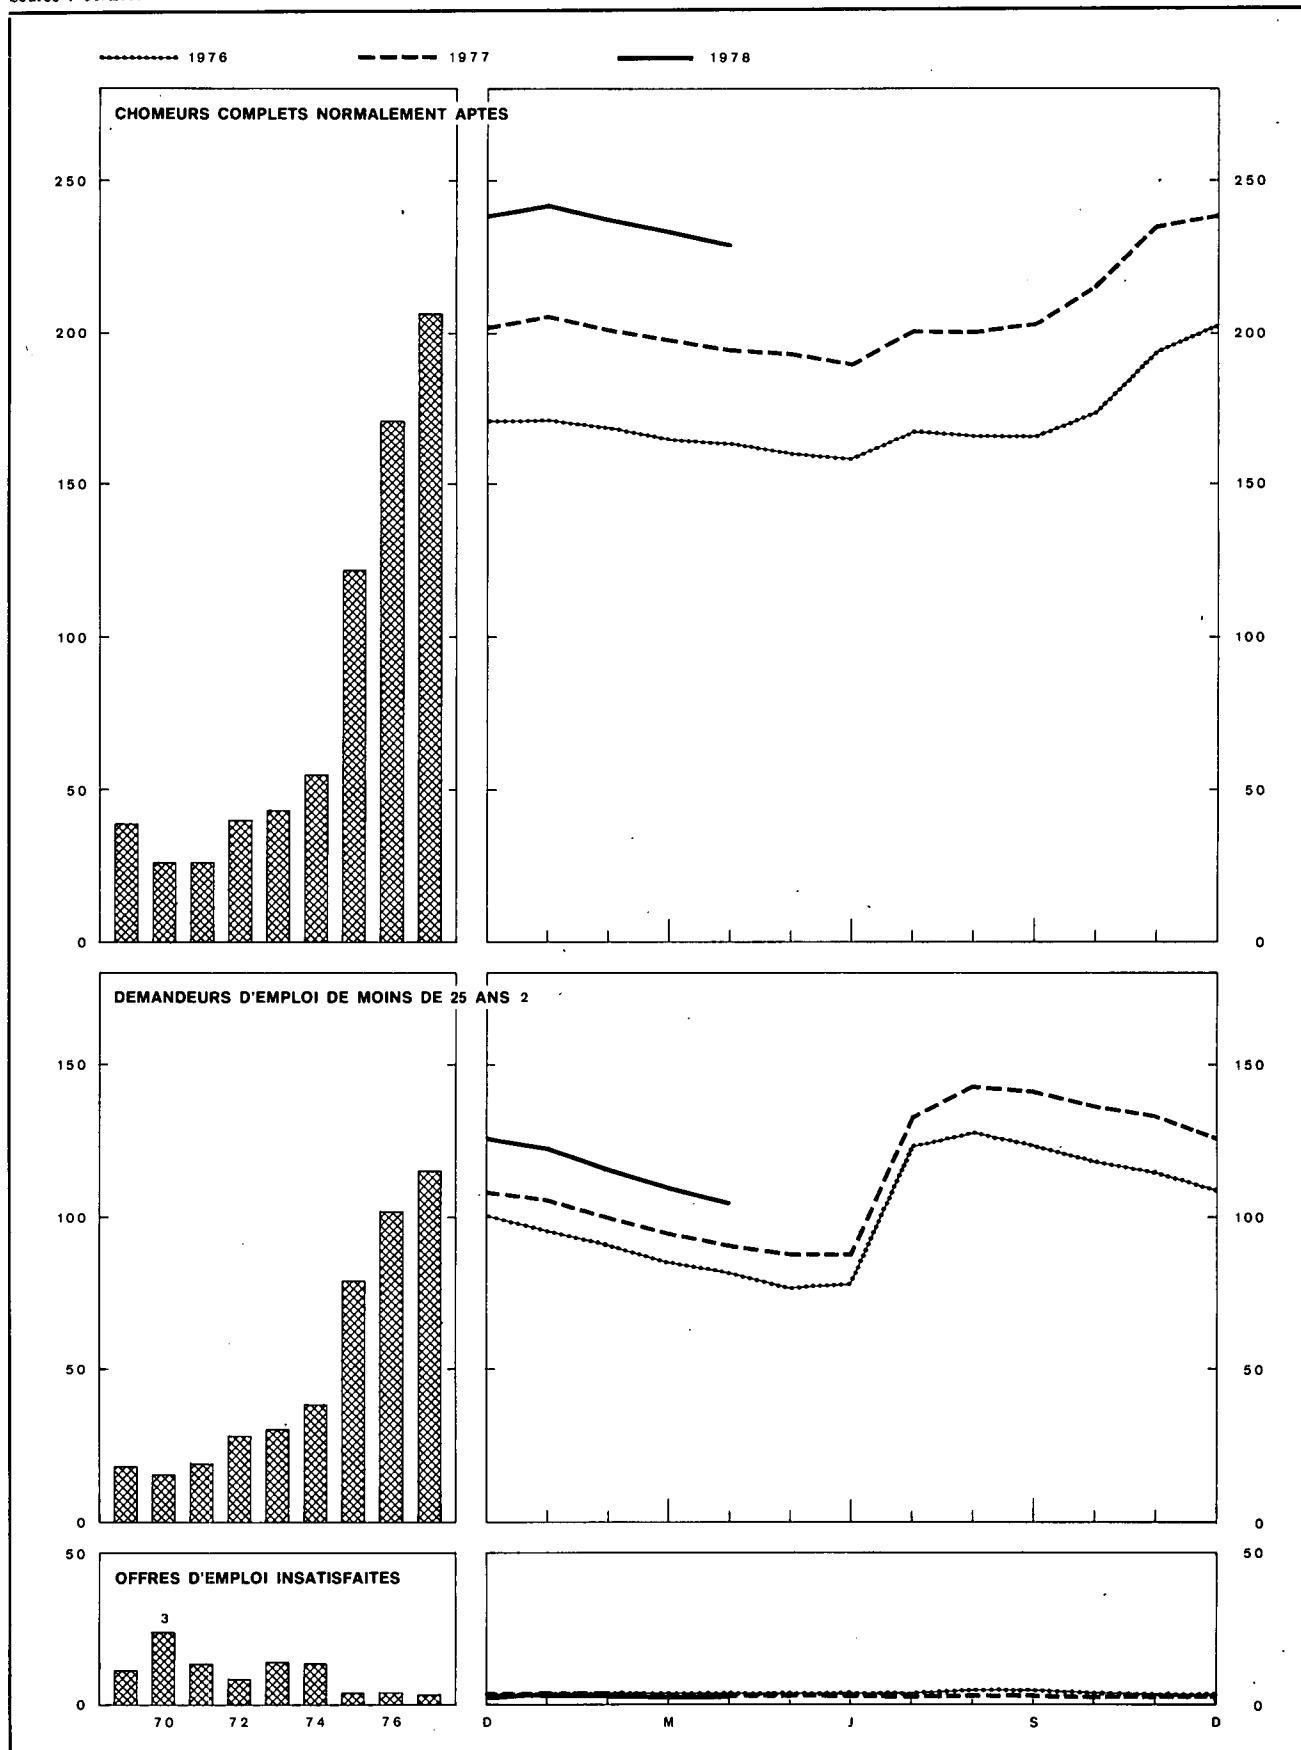 1976 1977 1978
CHOMEURS COMPLETS NORMALEMENT APTES
250 250
200 200
150 150
100 100
50 50
0 0
DEMANDEURS D'EMPLOI DE MOINS DE 25 ANS 2
150 150
100 100
50 50
0 0
50 50
OFFRES D'EMPLOI INSATISFAITES
3
0 0
70 72 74 76 D M J S D